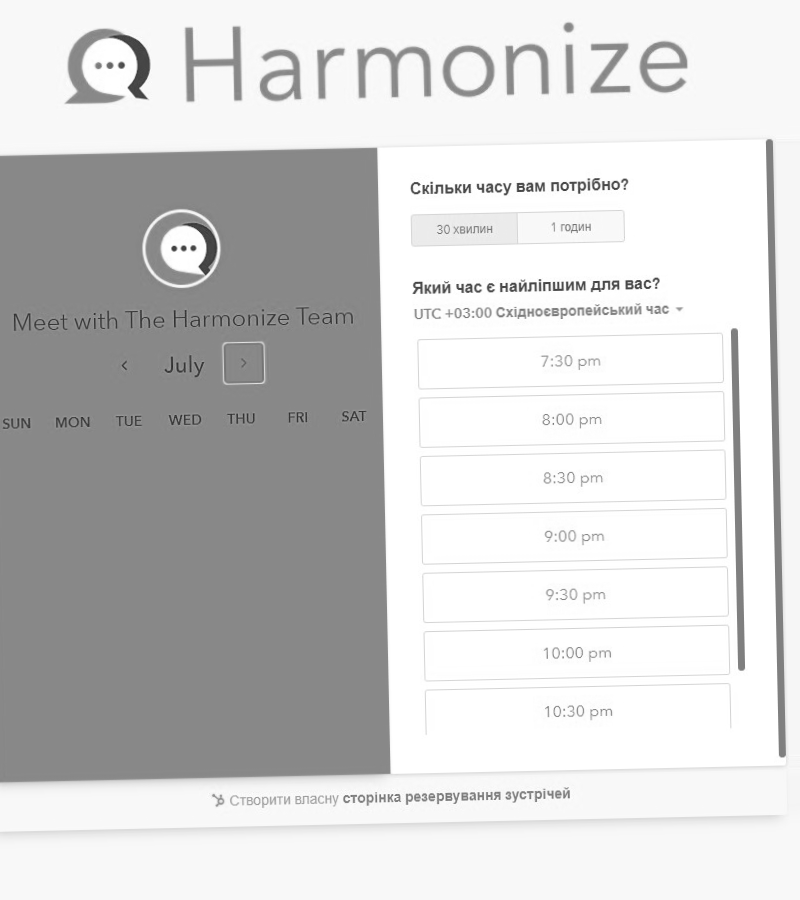 Harmonize
Meet with The Harmonize Team
July
SUN MON TUE WED THU FRI SAT
Скільки часу вам потрібно?
30 хвилин 1 годин
Який час є найліпшим для вас?
UTC +03:00 Східноєвропейський час
7:30 pm
8:00 pm
8:30 pm
9:00 pm
9:30 pm
10:00 pm
10:30 pm
Створити власну сторінка резервування зустрічей